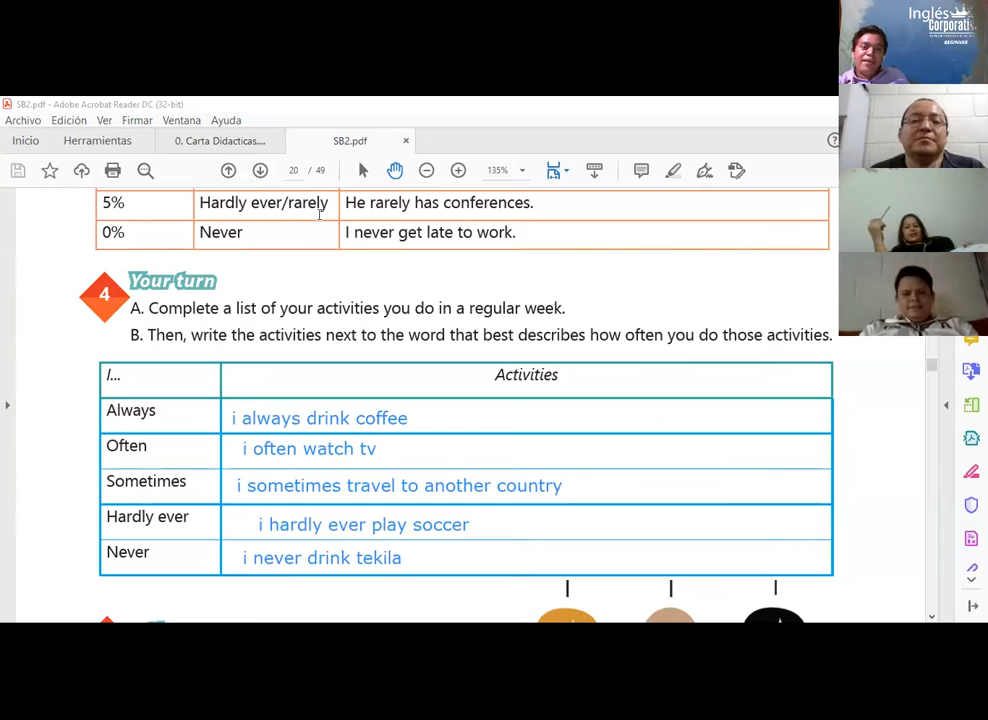 Inglés
Corporati
BEGINNER
SB2.pdf - Adobe Acrobat Reader DC (32-bit)
Archivo Edición Ver Firmar Ventana Ayuda
Inicio Herramientas 0. Carta Didacticas.... SB2.pdf ×
20 / 49 135%
5% Hardly ever/rarely He rarely has conferences.
0% Never I never get late to work.
4 Your turn
A. Complete a list of your activities you do in a regular week.
B. Then, write the activities next to the word that best describes how often you do those activities.
I... Activities
Always i always drink coffee
Often i often watch tv
Sometimes i sometimes travel to another country
Hardly ever i hardly ever play soccer
Never i never drink tekila